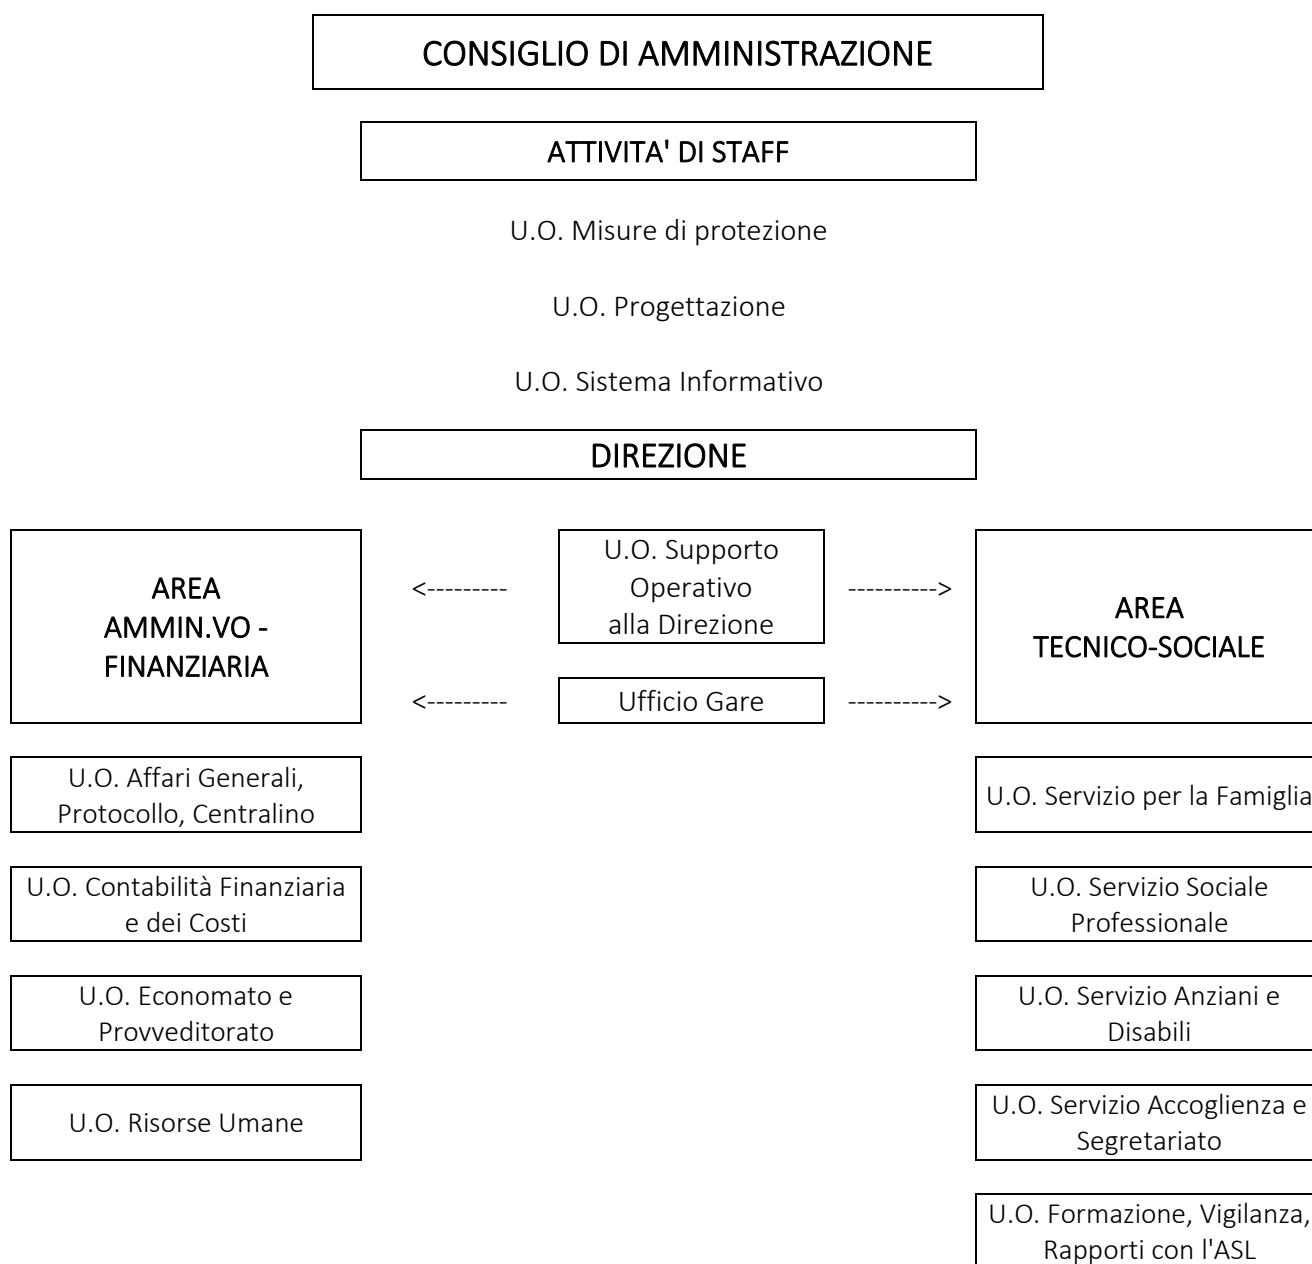 CONSIGLIO DI AMMINISTRAZIONE
ATTIVITA' DI STAFF
U.O. Misure di protezione
U.O. Progettazione
U.O. Sistema Informativo
DIREZIONE
AREA
AMMIN.VO -
FINANZIARIA
<---------
U.O. Supporto
Operativo
alla Direzione
---------->
<---------
Ufficio Gare
---------->
AREA
TECNICO-SOCIALE
U.O. Affari Generali,
Protocollo, Centralino
U.O. Contabilità Finanziaria
e dei Costi
U.O. Economato e
Provveditorato
U.O. Risorse Umane
U.O. Servizio per la Famiglia
U.O. Servizio Sociale
Professionale
U.O. Servizio Anziani e
Disabili
U.O. Servizio Accoglienza e
Segretariato
U.O. Formazione, Vigilanza,
Rapporti con l'ASL